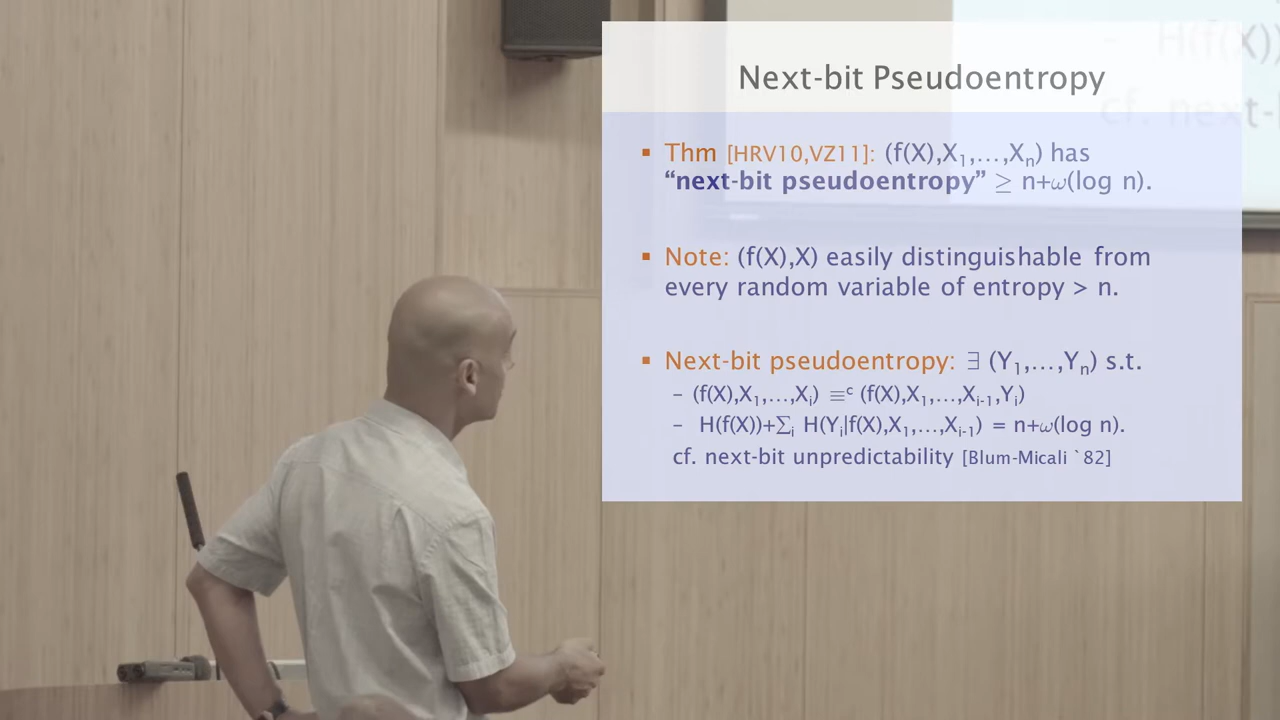 Next-bit Pseudoentropy
▪ Thm [HRV10,VZ11]: (f(X),X₁,…,Xₙ) has
“next-bit pseudoentropy” ≥ n+ω(log n).
▪ Note: (f(X),X) easily distinguishable from
every random variable of entropy > n.
▪ Next-bit pseudoentropy: ∃ (Y₁,…,Yₙ) s.t.
– (f(X),X₁,…,Xᵢ) ≡ᶜ (f(X),X₁,…,Xᵢ₋₁,Yᵢ)
– H(f(X))+∑ᵢ H(Yᵢ|f(X),X₁,…,Xᵢ₋₁) = n+ω(log n).
cf. next-bit unpredictability [Blum-Micali `82]
– H(f(X))
cf. next-